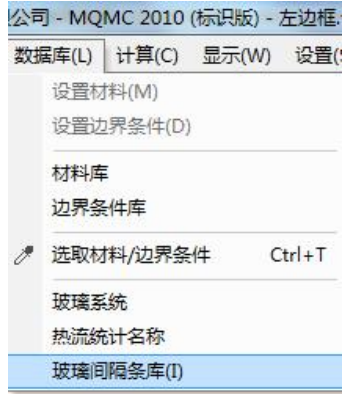 公司 - MQMC 2010 (标识版) - 左边框.
数据库(L) 计算(C) 显示(W) 设置(
设置材料(M)
设置边界条件(D)
材料库
边界条件库
选取材料/边界条件 Ctrl+T
玻璃系统
热流统计名称
玻璃间隔条库(I)